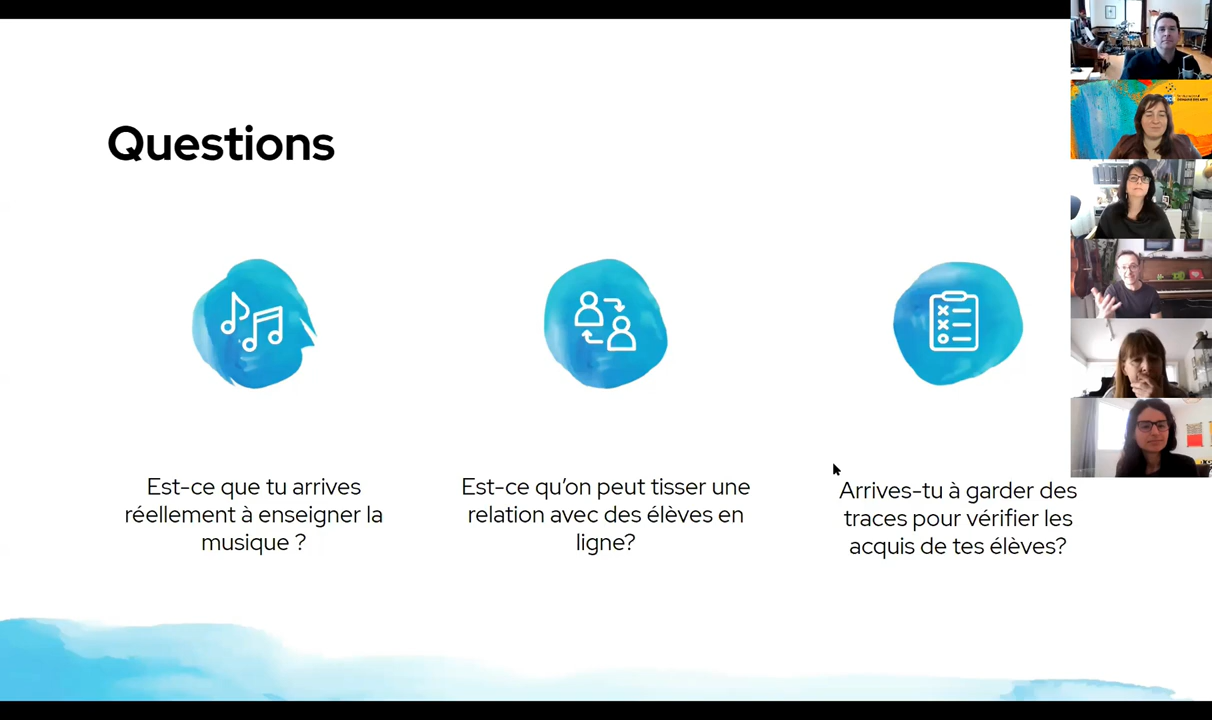 Questions
Est-ce que tu arrives
réellement à enseigner la
musique ?
Est-ce qu’on peut tisser une
relation avec des élèves en
ligne?
Arrives-tu à garder des
traces pour vérifier les
acquis de tes élèves?